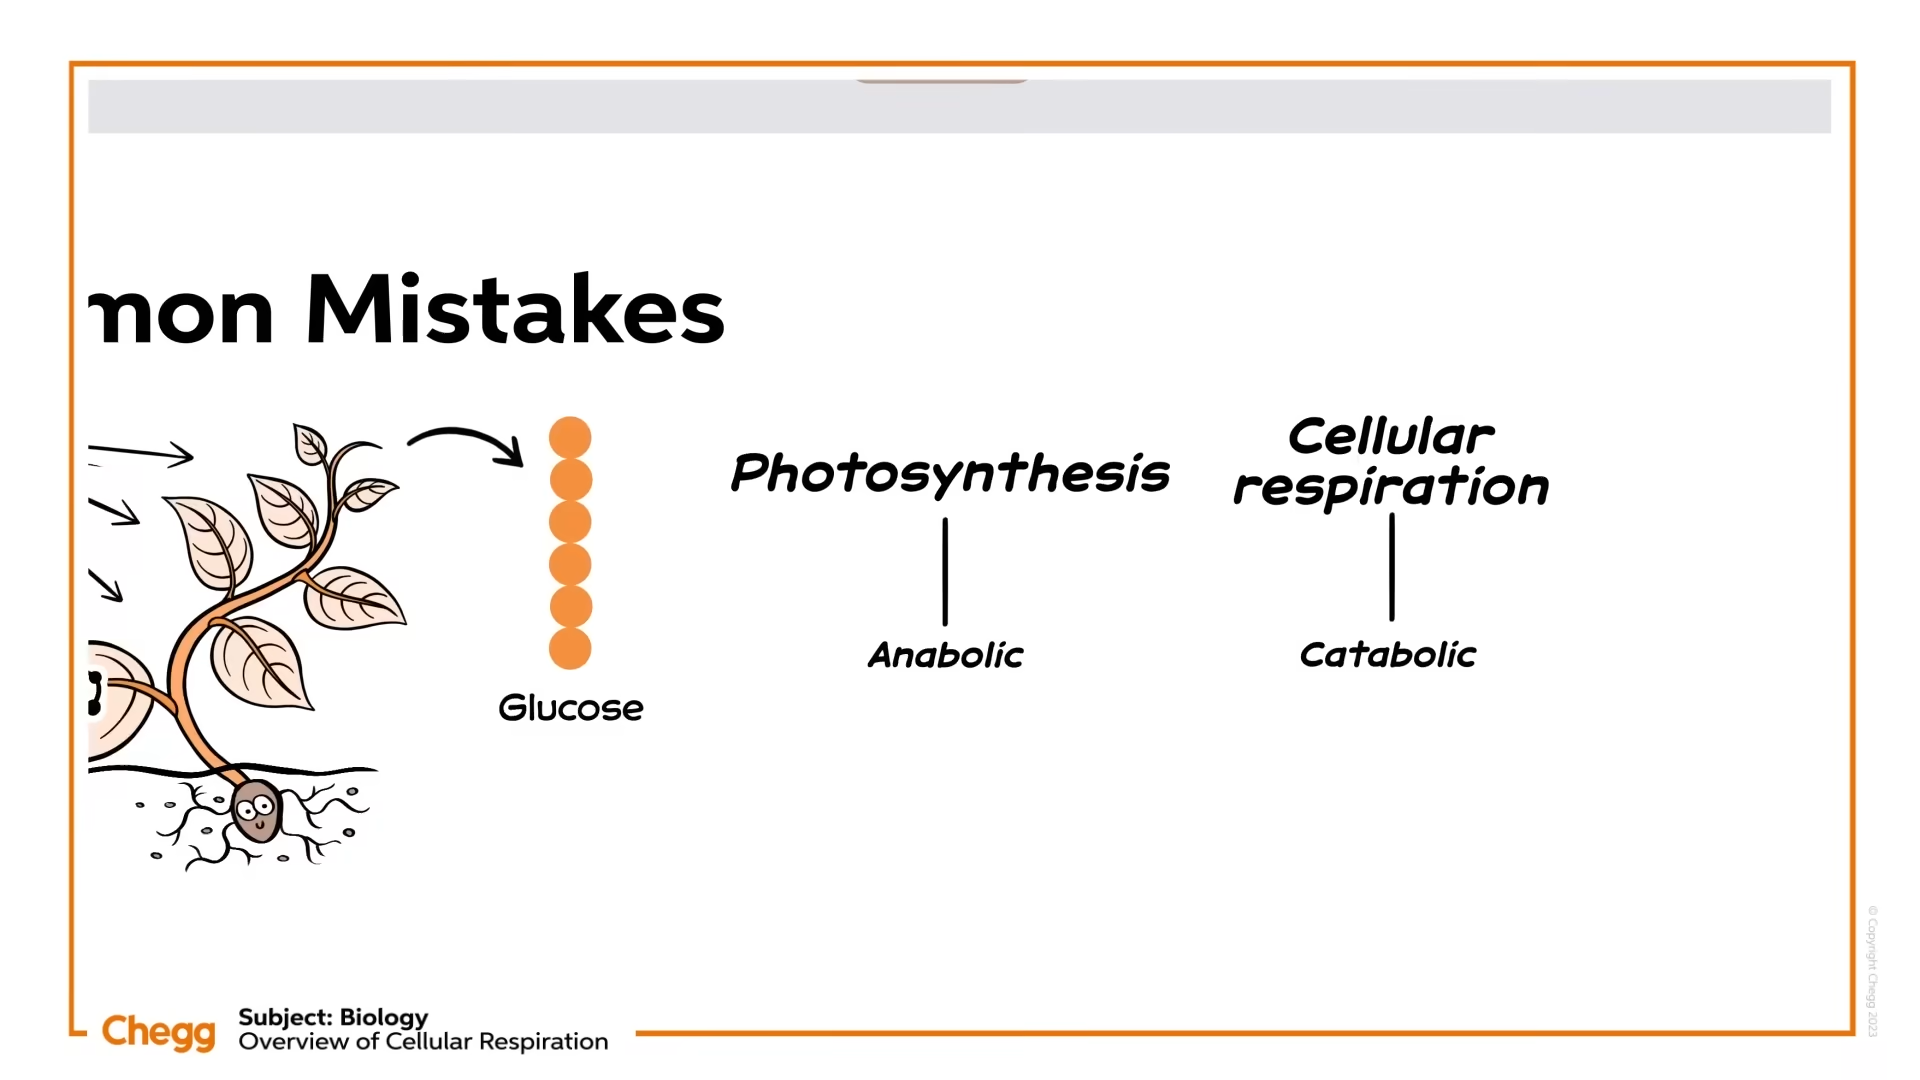 mon Mistakes
Glucose
Photosynthesis
Anabolic
Cellular
respiration
Catabolic
Chegg
Subject: Biology
Overview of Cellular Respiration
© Copyright Chegg 2023